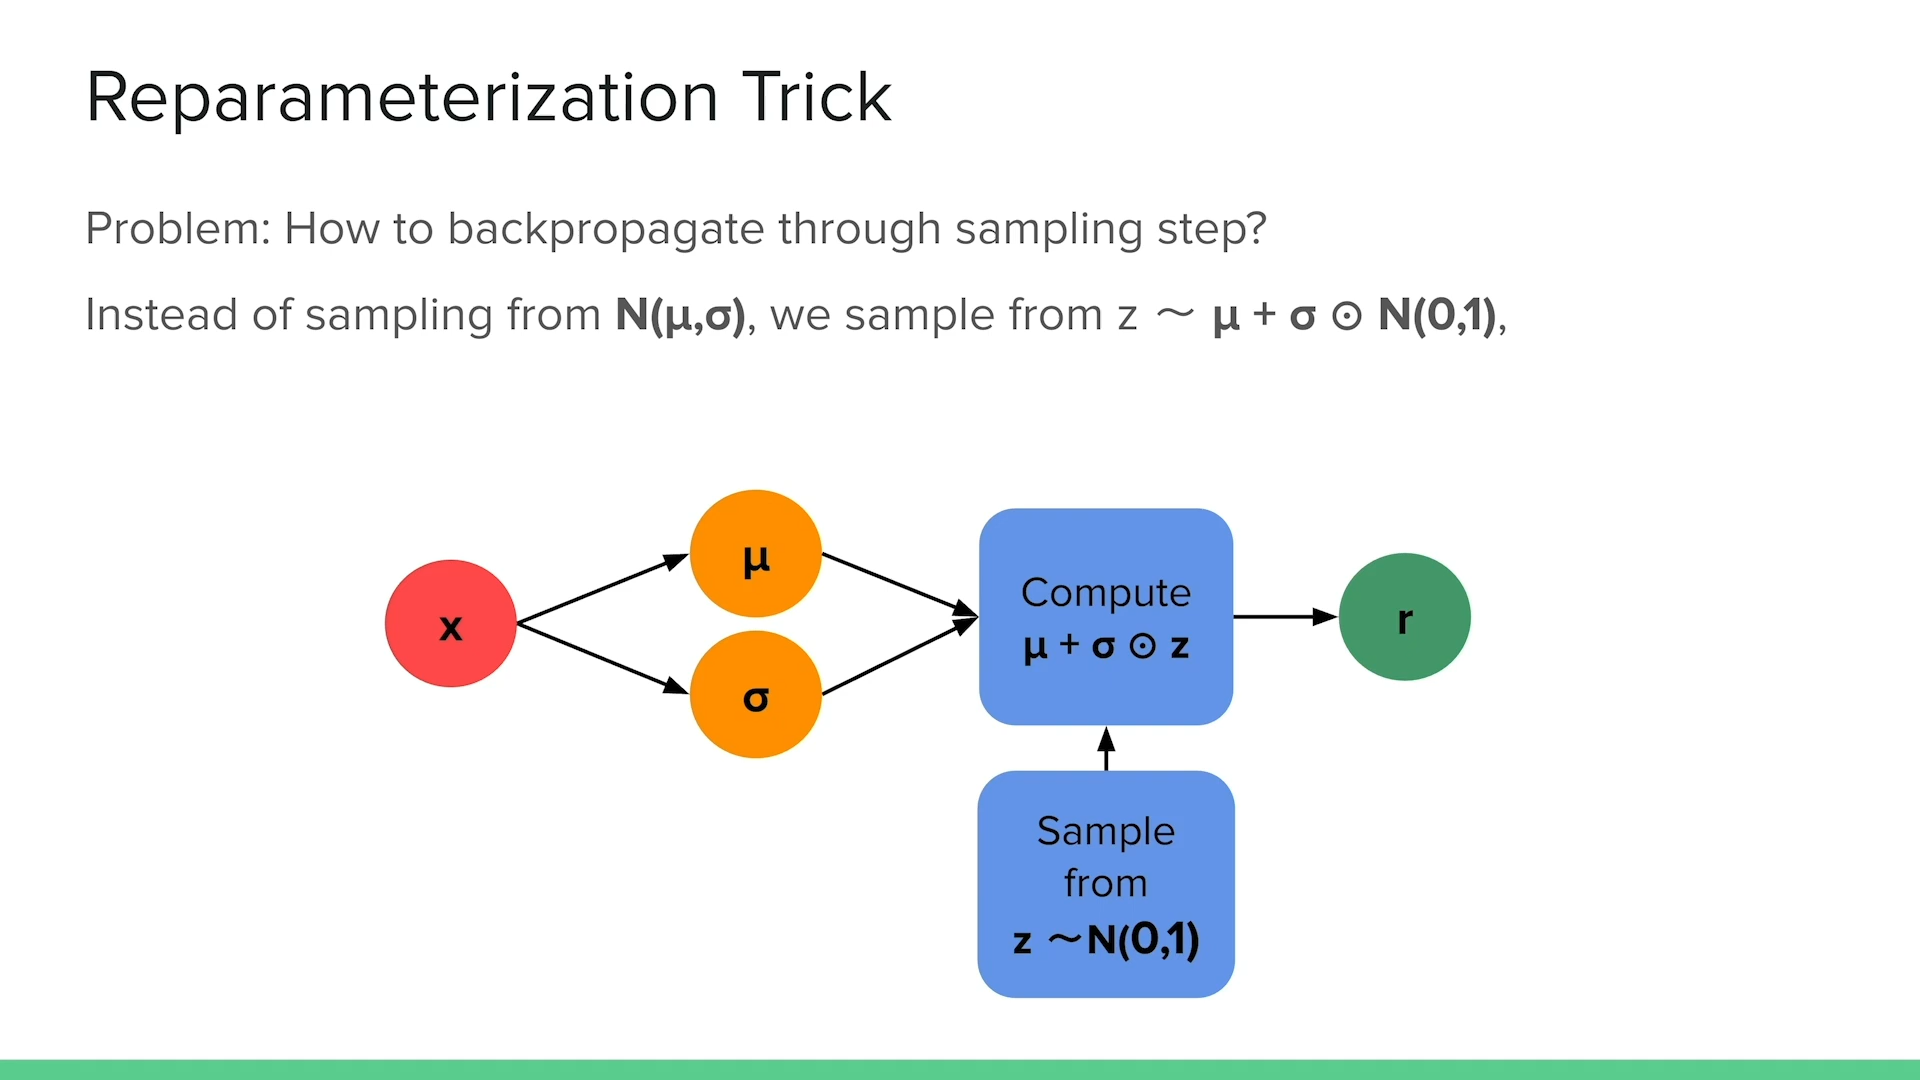 Reparameterization Trick
Problem: How to backpropagate through sampling step?
Instead of sampling from N(μ,σ), we sample from z ∼ μ + σ ⊙ N(0,1),
x
μ
σ
Compute
μ + σ ⊙ z
r
Sample
from
z ∼N(0,1)